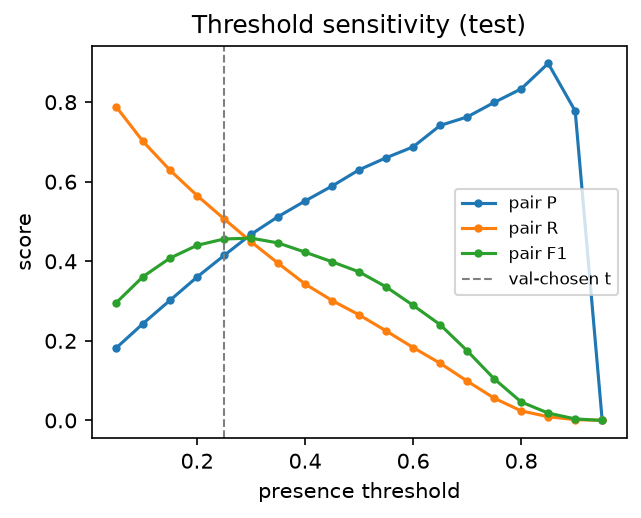 Threshold sensitivity (test)
score
0.8
0.6
0.4
0.2
0.0
pair P
pair R
pair F1
val-chosen t
0.2 0.4 0.6 0.8
presence threshold